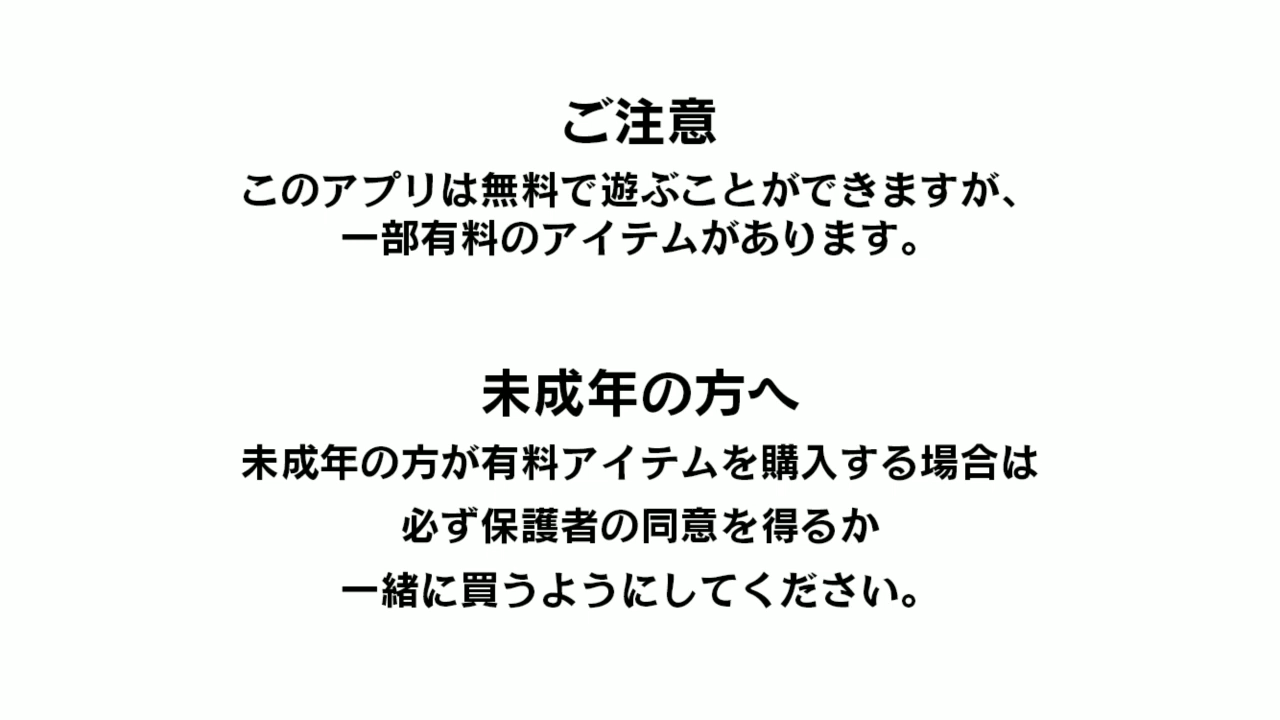 ご注意
このアプリは無料で遊ぶことができますが、
一部有料のアイテムがあります。
未成年の方へ
未成年の方が有料アイテムを購入する場合は
必ず保護者の同意を得るか
一緒に買うようにしてください。